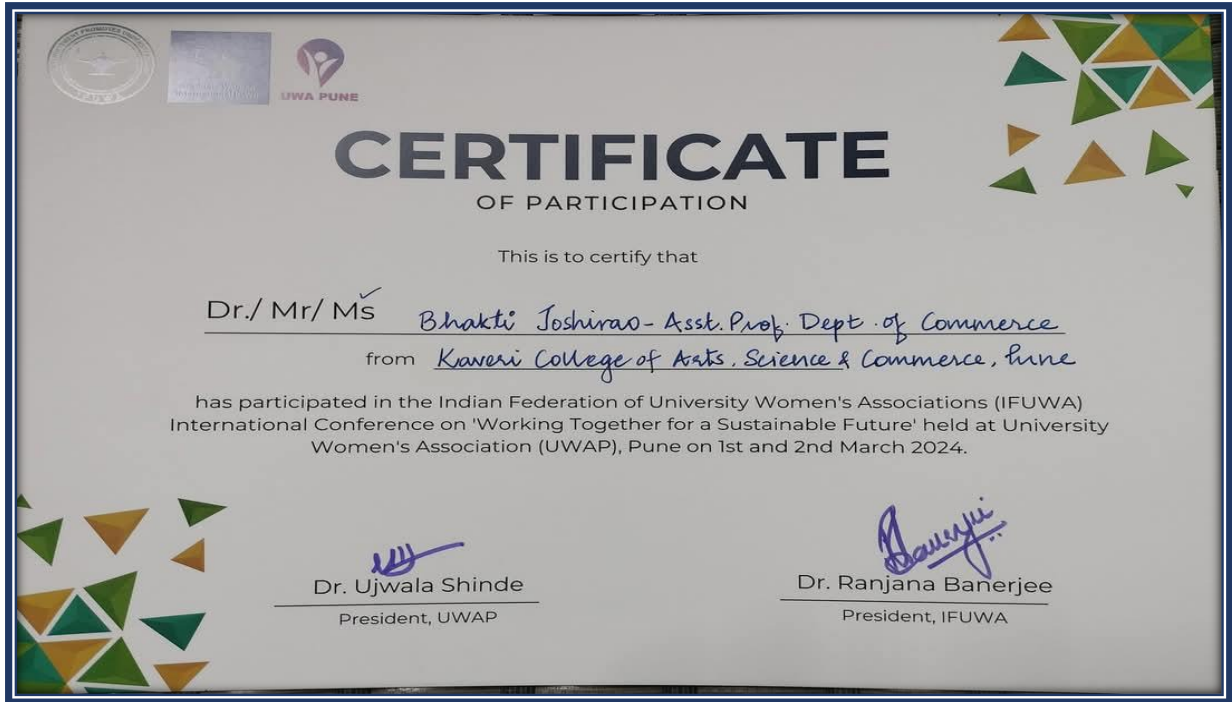 UWA PUNE
CERTIFICATE
OF PARTICIPATION
This is to certify that
Dr./ Mr/ Ms Bhakti Joshirao - Asst. Prof. Dept. of Commerce
from Kaveri College of Arts, Science & Commerce, Pune
has participated in the Indian Federation of University Women's Associations (IFUWA)
International Conference on 'Working Together for a Sustainable Future' held at University
Women's Association (UWAP), Pune on 1st and 2nd March 2024.
Dr. Ujwala Shinde
President, UWAP
Banerjee
Dr. Ranjana Banerjee
President, IFUWA